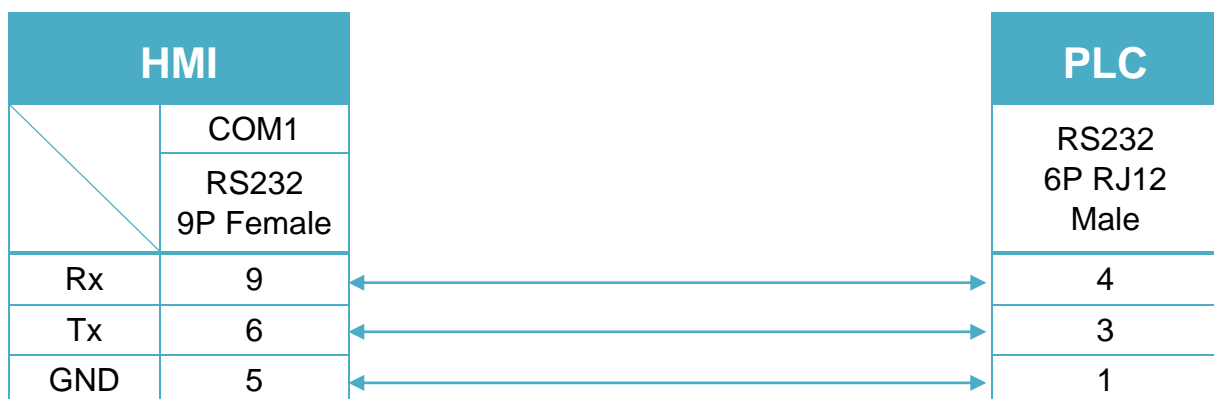 HMI
PLC
COM1
RS232
9P Female
RS232
6P RJ12
Male
Rx 9 4
Tx 6 3
GND 5 1